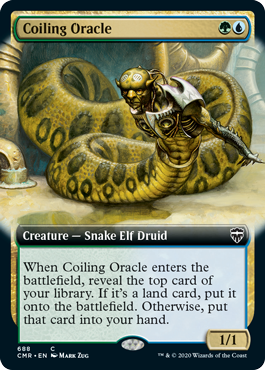 Coiling Oracle
Creature — Snake Elf Druid
When Coiling Oracle enters the
battlefield, reveal the top card of
your library. If it's a land card, put it
onto the battlefield. Otherwise, put
that card into your hand.
1/1
688 C
CMR • EN Mark Zug
™ & © 2020 Wizards of the Coast